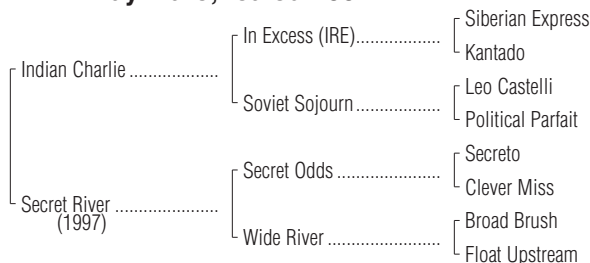 Siberian Express
In Excess (IRE)
Kantado
Indian Charlie
Leo Castelli
Soviet Sojourn
Political Parfait
Secreto
Secret Odds
Clever Miss
Secret River
(1997)
Broad Brush
Wide River
Float Upstream